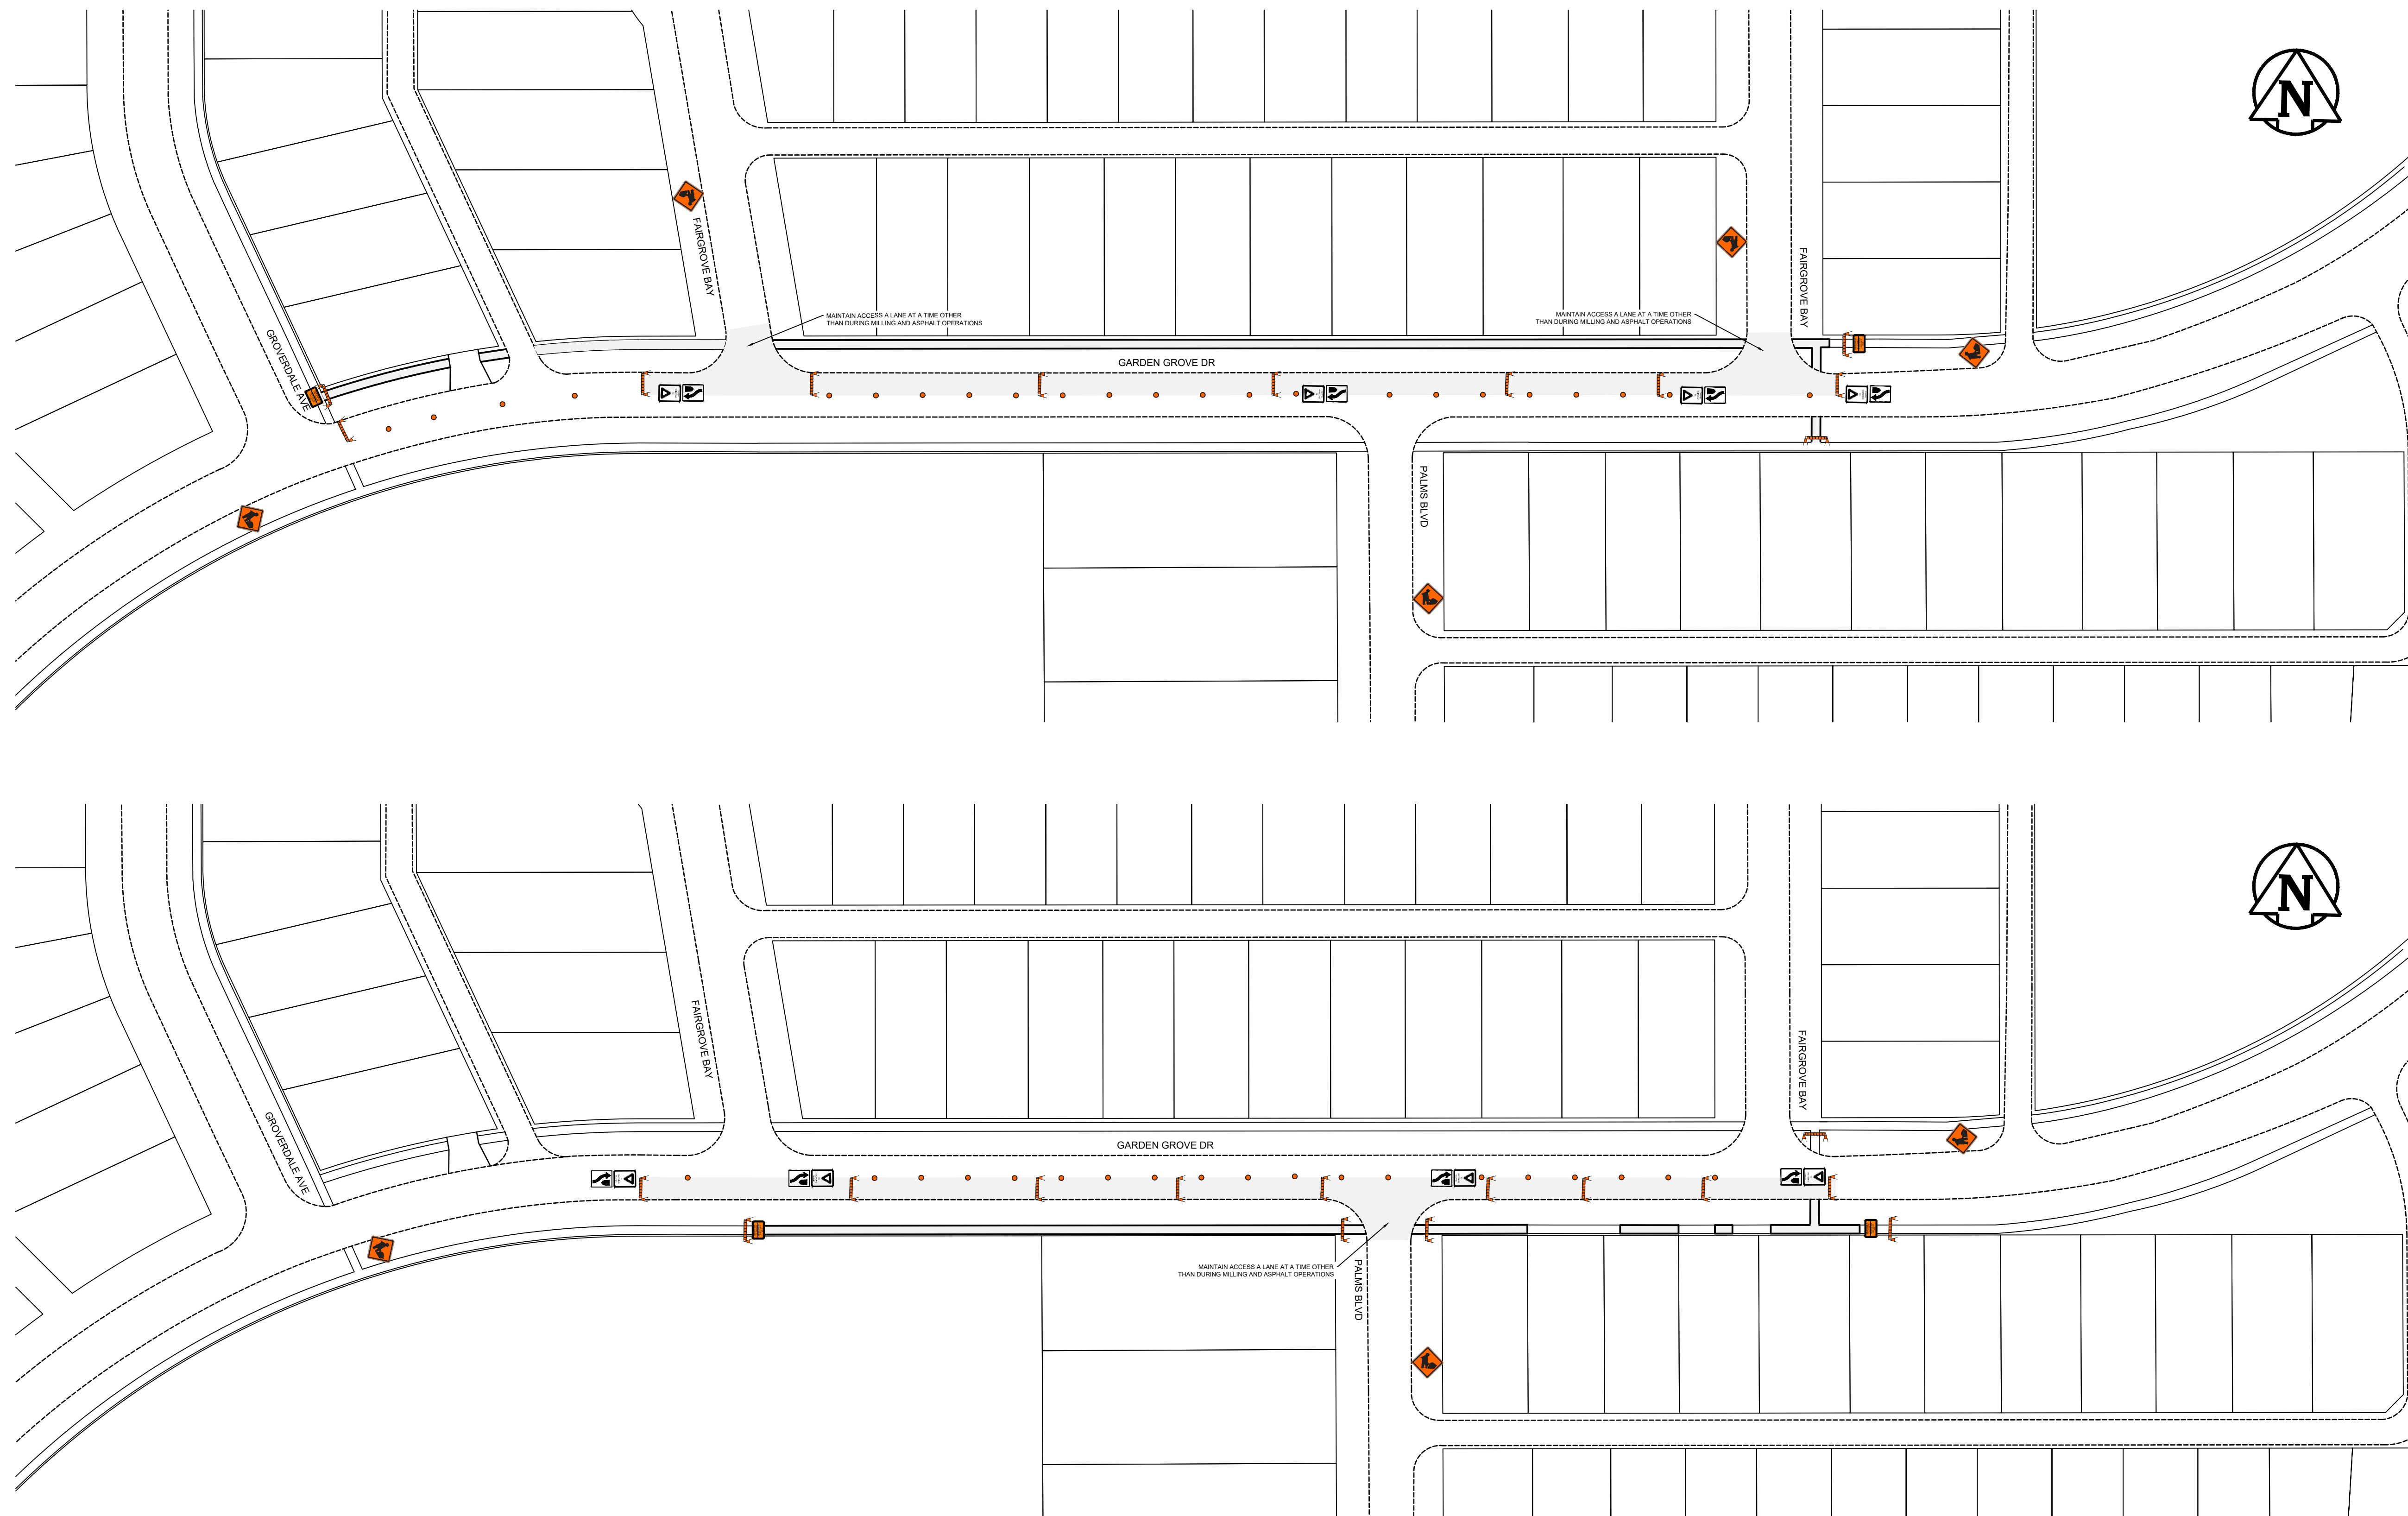 N
FAIRGROVE BAY
FAIRGROVE BAY
MAINTAIN ACCESS A LANE AT A TIME OTHER
THAN DURING MILLING AND ASPHALT OPERATIONS
MAINTAIN ACCESS A LANE AT A TIME OTHER
THAN DURING MILLING AND ASPHALT OPERATIONS
GROVERDALE AVE
GARDEN GROVE DR
PALMS BLVD
N
FAIRGROVE BAY
FAIRGROVE BAY
GROVERDALE AVE
GARDEN GROVE DR
MAINTAIN ACCESS A LANE AT A TIME OTHER
THAN DURING MILLING AND ASPHALT OPERATIONS
PALMS BLVD